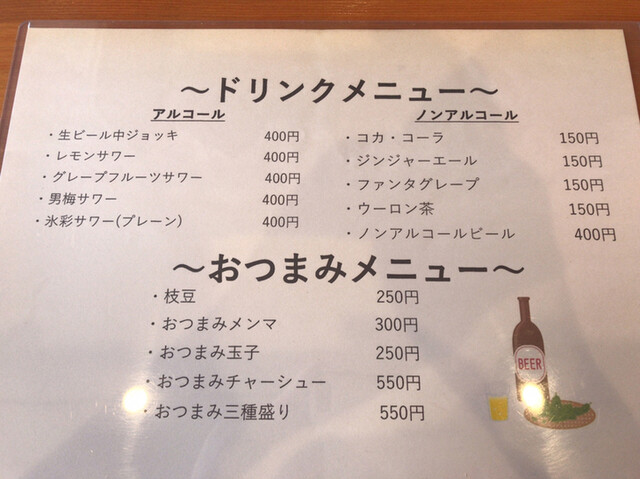 ～ドリンクメニュー～
アルコール
・生ビール中ジョッキ 400円
・レモンサワー 400円
・グレープフルーツサワー 400円
・男梅サワー 400円
・氷彩サワー(プレーン) 400円
ノンアルコール
・コカ・コーラ 150円
・ジンジャーエール 150円
・ファンタグレープ 150円
・ウーロン茶 150円
・ノンアルコールビール 400円
～おつまみメニュー～
・枝豆 250円
・おつまみメンマ 300円
・おつまみ玉子 250円
・おつまみチャーシュー 550円
・おつまみ三種盛り 550円
BEER